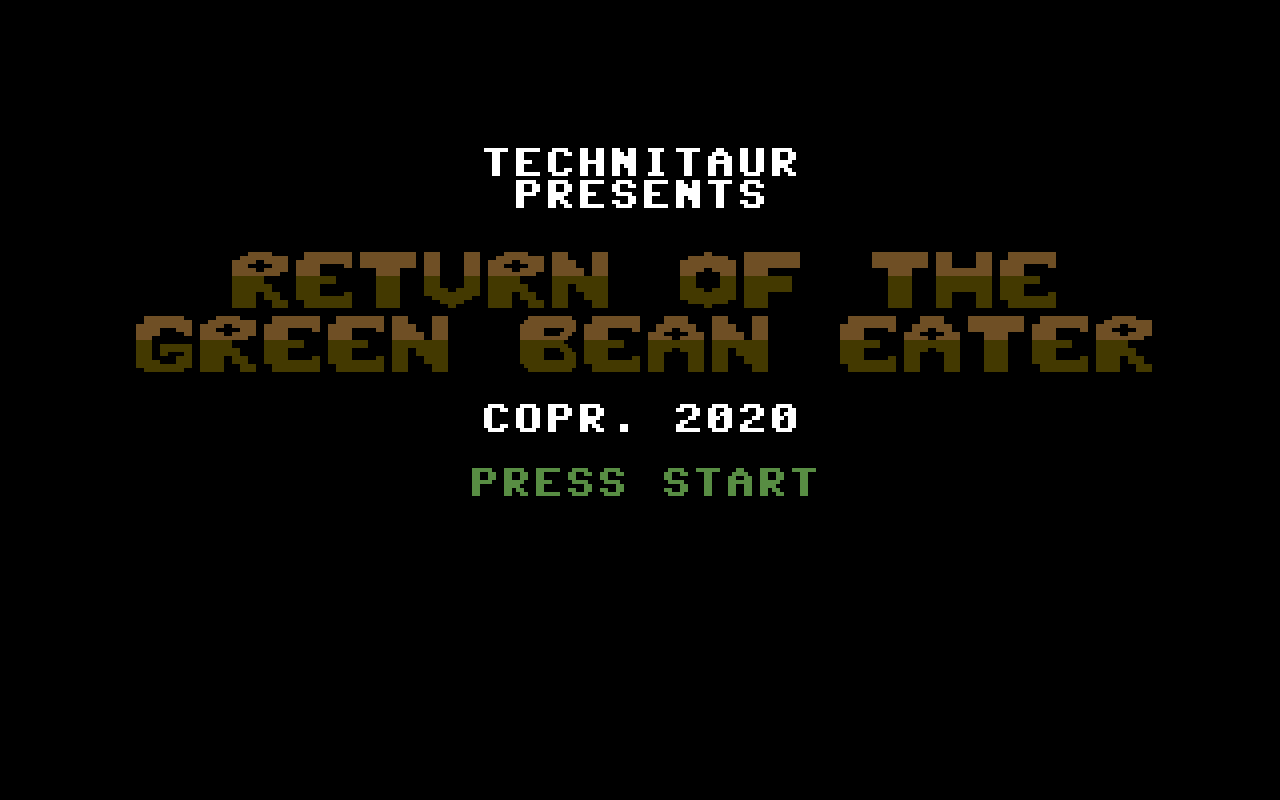 TECHNITAUR
PRESENTS
RETURN OF THE
GREEN BEAN EATER
COPR. 2020
PRESS START